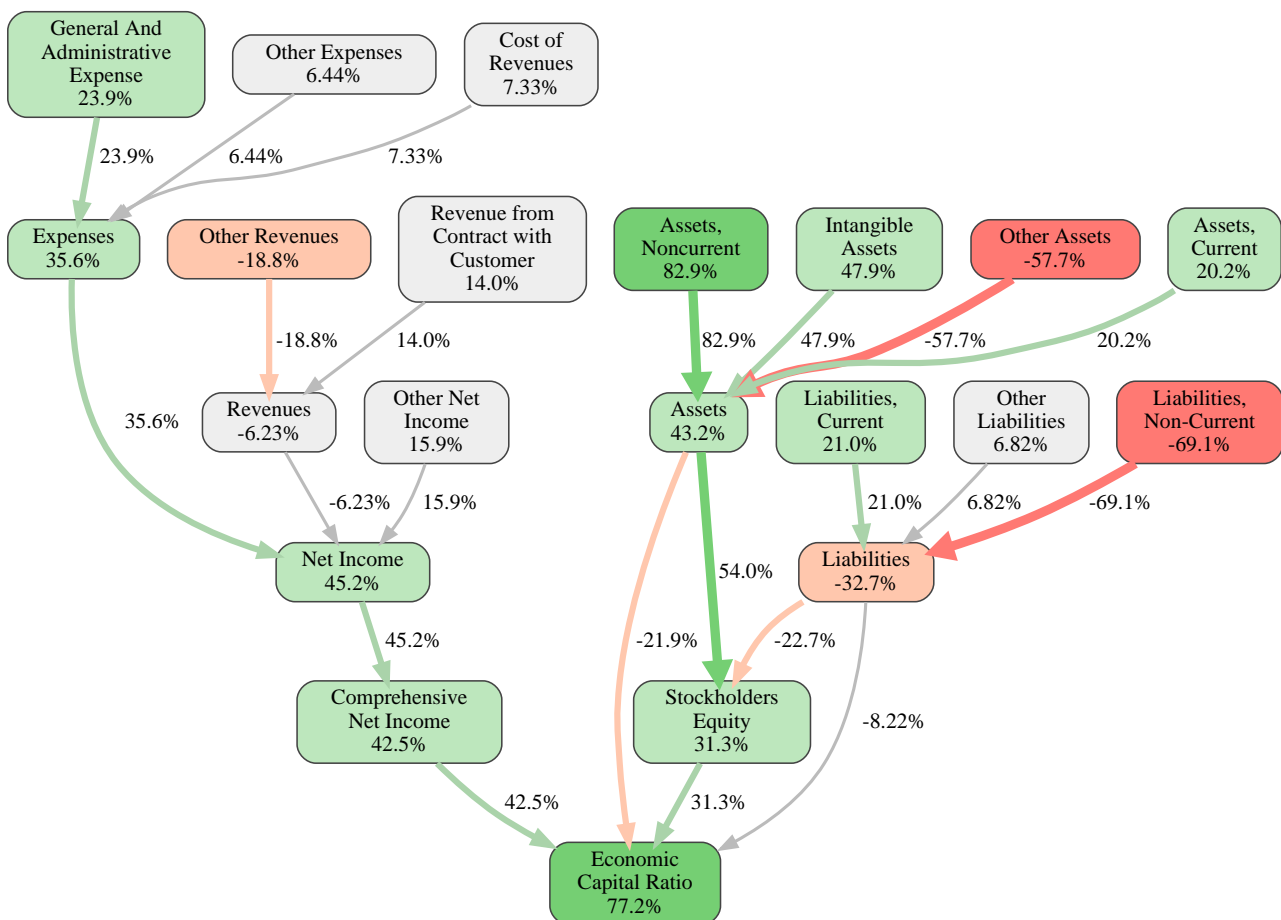 General And
Administrative
Expense
23.9%
Other Expenses
6.44%
Cost of
Revenues
7.33%
23.9%
6.44%
7.33%
Expenses
35.6%
Other Revenues
-18.8%
Revenue from
Contract with
Customer
14.0%
Assets,
Noncurrent
82.9%
Intangible
Assets
47.9%
Other Assets
-57.7%
Assets,
Current
20.2%
-18.8%
14.0%
82.9%
47.9%
-57.7%
20.2%
35.6%
Revenues
-6.23%
Other Net
Income
15.9%
Assets
43.2%
Liabilities,
Current
21.0%
Other
Liabilities
6.82%
Liabilities,
Non-Current
-69.1%
-6.23%
15.9%
21.0%
6.82%
-69.1%
Net Income
45.2%
54.0%
Liabilities
-32.7%
45.2%
-21.9%
-22.7%
Comprehensive
Net Income
42.5%
Stockholders
Equity
31.3%
-8.22%
42.5%
31.3%
Economic
Capital Ratio
77.2%